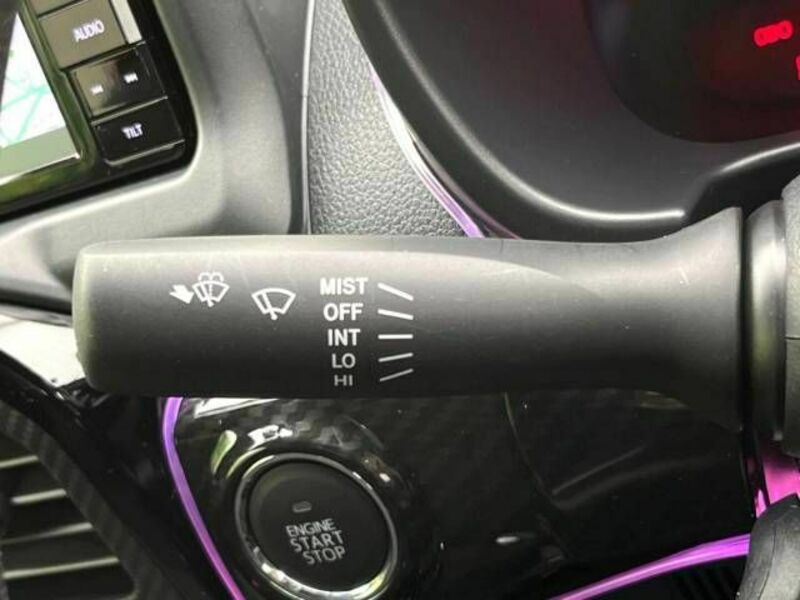 AUDIO
TILT
MIST
OFF
INT
LO
HI
ENGINE
START
STOP